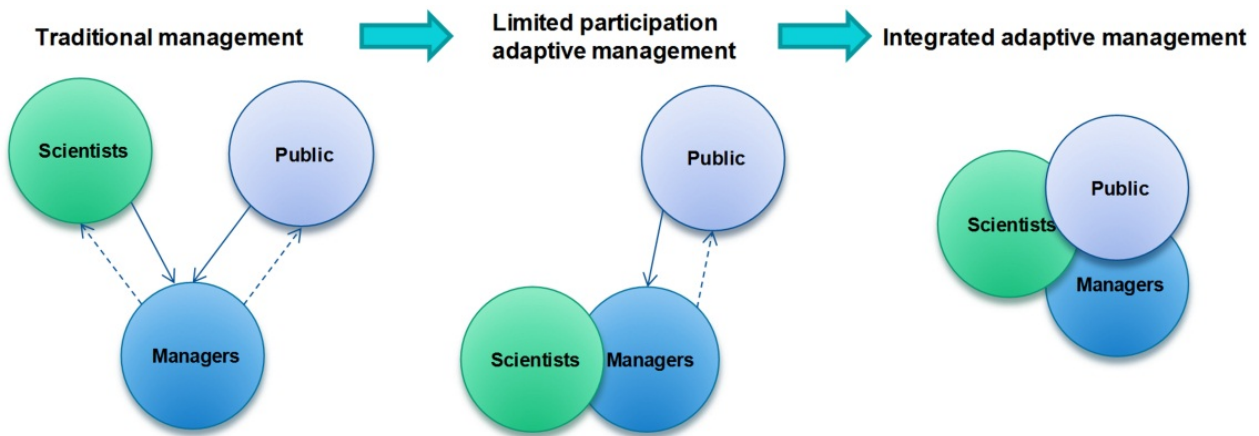 Traditional management
Limited participation
adaptive management
Integrated adaptive management
Scientists
Public
Managers
Public
Scientists
Managers
Public
Scientists
Managers